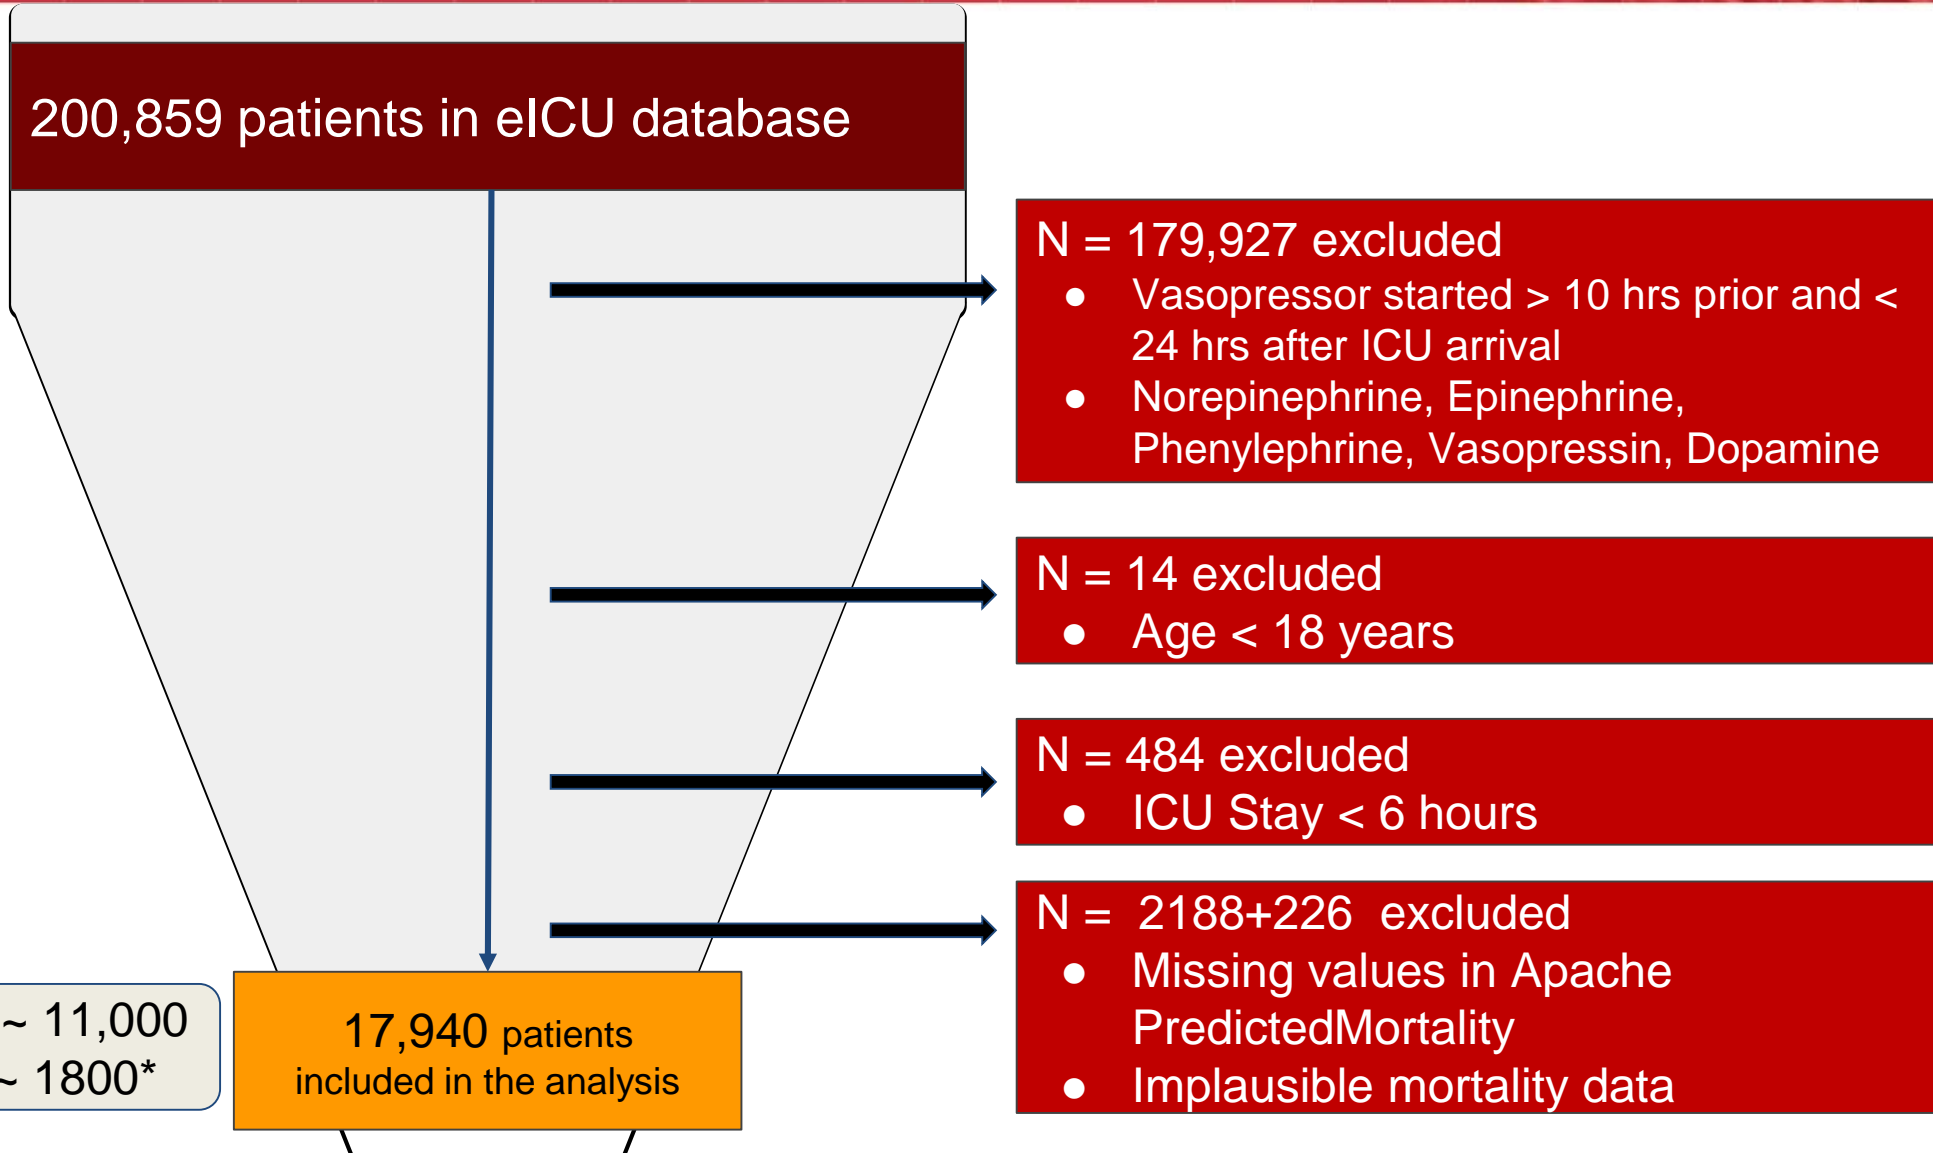 200,859 patients in eICU database
N = 179,927 excluded
● Vasopressor started > 10 hrs prior and <
24 hrs after ICU arrival
● Norepinephrine, Epinephrine,
Phenylephrine, Vasopressin, Dopamine
N = 14 excluded
● Age < 18 years
N = 484 excluded
● ICU Stay < 6 hours
N = 2188+226 excluded
● Missing values in Apache
PredictedMortality
● Implausible mortality data
~ 11,000
~ 1800*
17,940 patients
included in the analysis